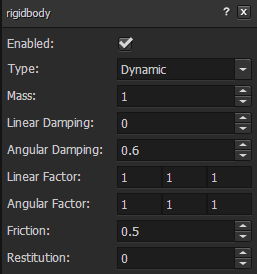 rigidbody ? x
Enabled:
Type: Dynamic
Mass: 1
Linear Damping: 0
Angular Damping: 0.6
Linear Factor: 1 1 1
Angular Factor: 1 1 1
Friction: 0.5
Restitution: 0